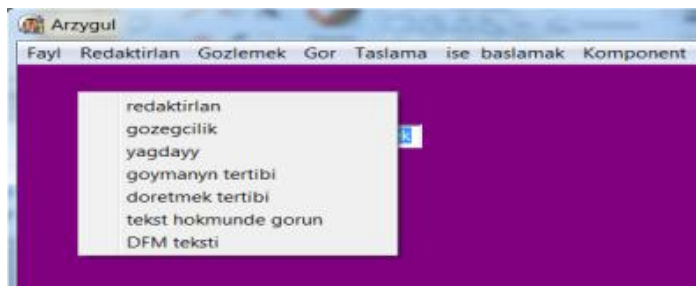 Arzygul
Fayl Redaktirlan Gozlemek Gor Taslama ise baslamak Komponent
redaktirlan
gozegcilik
yagdayy
goymanyn tertibi
doretmek tertibi
tekst hokmunde gorun
DFM teksti